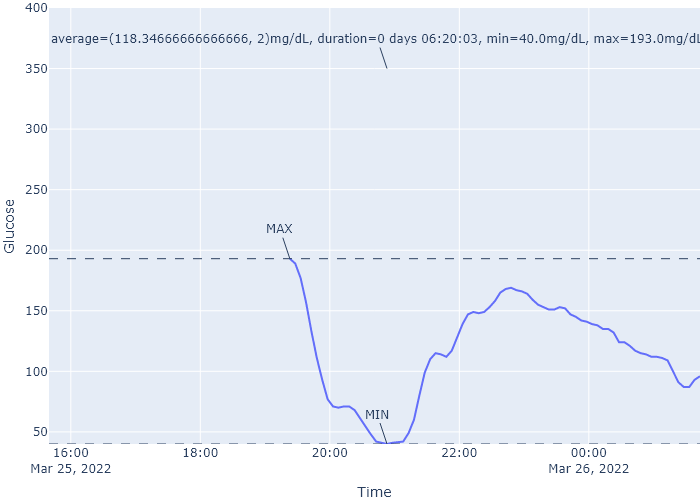 400
average=(118.34666666666666, 2)mg/dL, duration=0 days 06:20:03, min=40.0mg/dL, max=193.0mg/dL
350
300
250
MAX
200
150
100
MIN
50
Glucose
16:00
18:00
20:00
22:00
00:00
Mar 25, 2022
Mar 26, 2022
Time